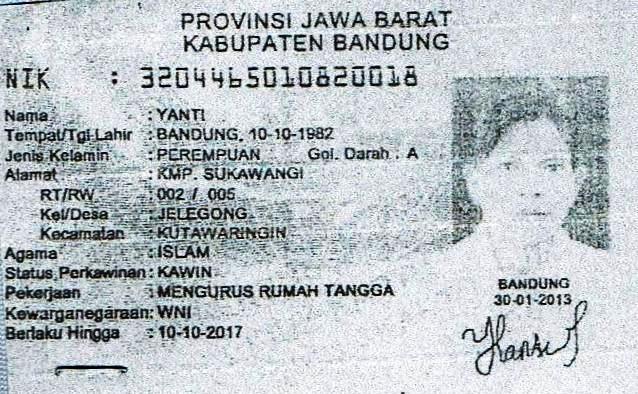 PROVINSI JAWA BARAT
KABUPATEN BANDUNG
NIK : 3204465010820018
Nama : YANTI
Tempat/Tgl Lahir : BANDUNG, 10-10-1982
Jenis Kelamin : PEREMPUAN Gol. Darah . A
Alamat : KMP. SUKAWANGI
RT/RW : 002 / 005
Kel/Desa : JELEGONG
Kecamatan : KUTAWARINGIN
Agama : ISLAM
Status Perkawinan : KAWIN
Pekerjaan : MENGURUS RUMAH TANGGA
Kewarganegaraan: WNI
Berlaku Hingga : 10-10-2017
BANDUNG
30-01-2013